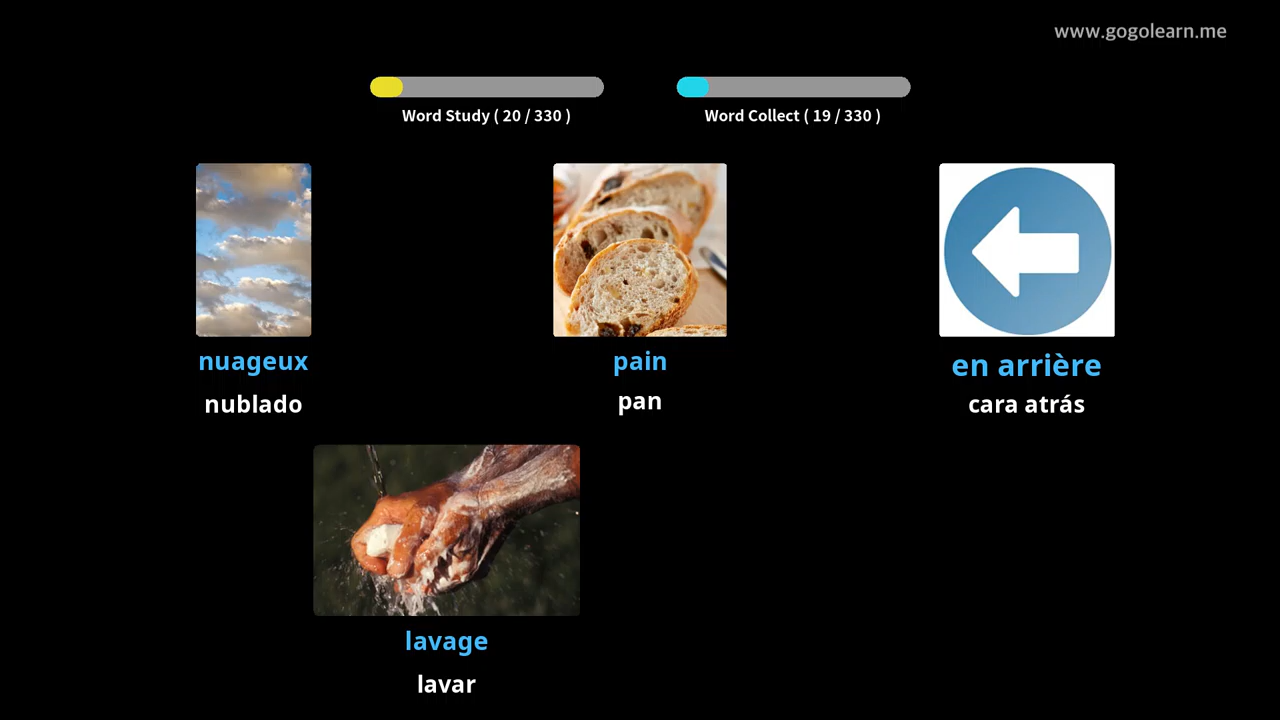 www.gogolearn.me
Word Study ( 20 / 330 )
Word Collect ( 19 / 330 )
nuageux
nublado
pain
pan
en arrière
cara atrás
lavage
lavar